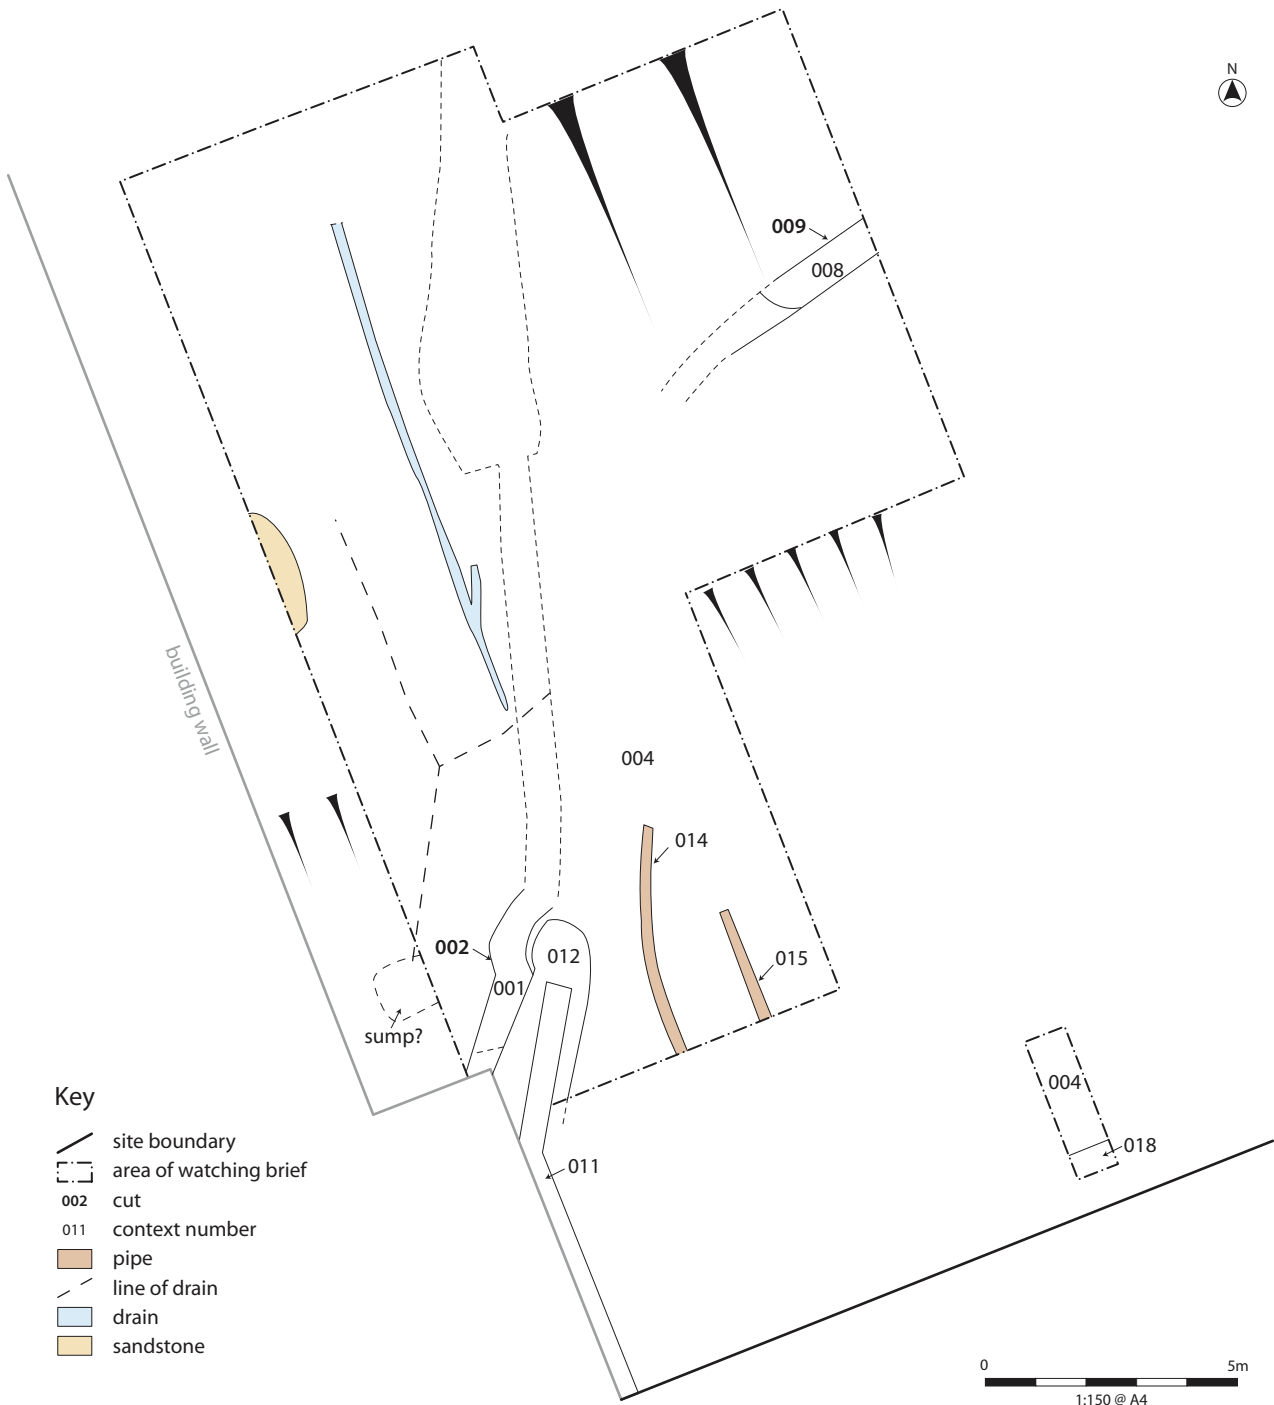 N
009
008
building wall
004
014
002
012
015
001
sump?
004
018
011
Key
site boundary
area of watching brief
002 cut
011 context number
pipe
line of drain
drain
sandstone
0 5m
1:150 @ A4